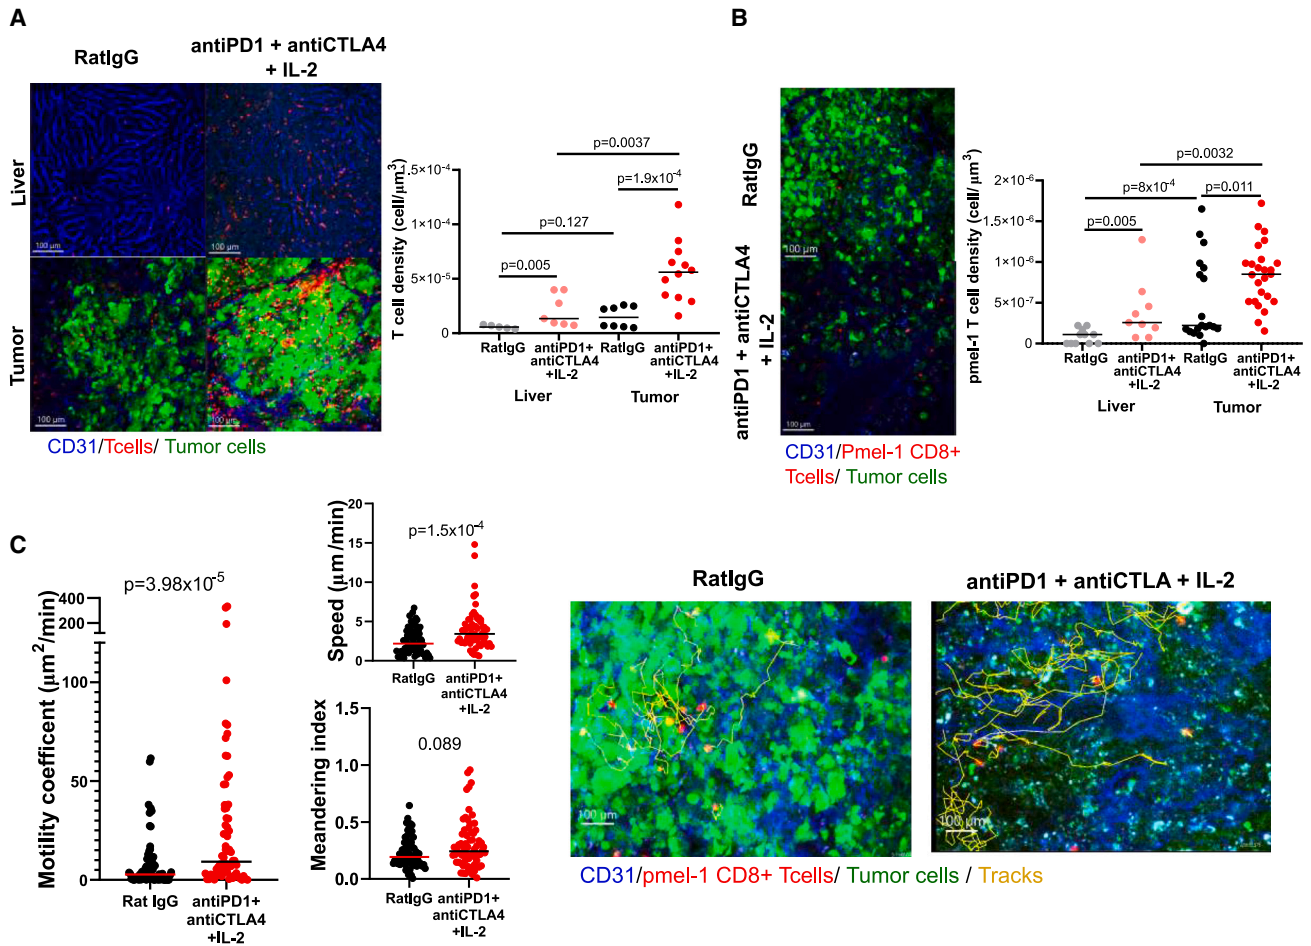 A
RatIgG
antiPD1 + antiCTLA4
+ IL-2
Liver
Tumor
100 μm
100 μm
100 μm
100 μm
CD31/Tcells/ Tumor cells
T cell density (cell/μm³)
1.5×10⁻⁴
1×10⁻⁴
5×10⁻⁵
0
p=0.0037
p=1.9x10⁻⁴
p=0.127
p=0.005
RatIgG
antiPD1+
antiCTLA4
+IL-2
RatIgG
antiPD1+
antiCTLA4
+IL-2
Liver
Tumor
B
RatIgG
antiPD1 + antiCTLA4
+ IL-2
100 μm
100 μm
CD31/Pmel-1 CD8+
Tcells/ Tumor cells
pmel-1 T cell density (cell/ μm³)
2×10⁻⁶
1.5×10⁻⁶
1×10⁻⁶
5×10⁻⁷
0
p=0.0032
p=8x10⁻⁴
p=0.011
p=0.005
RatIgG
antiPD1+
antiCTLA4
+IL-2
RatIgG
antiPD1+
antiCTLA4
+IL-2
Liver
Tumor
C
Motility coefficent (μm²/min)
400
200
100
50
0
p=3.98x10⁻⁵
Rat IgG
antiPD1+
antiCTLA4
+IL-2
Speed (μm/min)
20
15
10
5
0
p=1.5x10⁻⁴
RatIgG
antiPD1+
antiCTLA4
+IL-2
Meandering index
1.5
1.0
0.5
0.0
0.089
RatIgG
antiPD1+
antiCTLA4
+IL-2
RatIgG
antiPD1 + antiCTLA + IL-2
100 μm
100 μm
CD31/pmel-1 CD8+ Tcells/ Tumor cells / Tracks